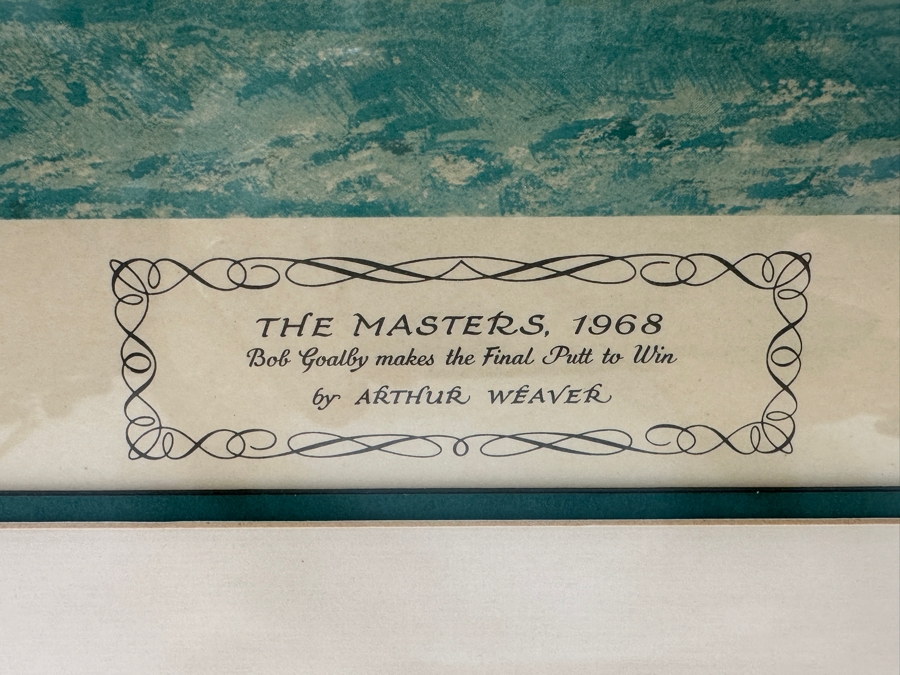 THE MASTERS, 1968
Bob Goalby makes the Final Putt to Win
by ARTHUR WEAVER